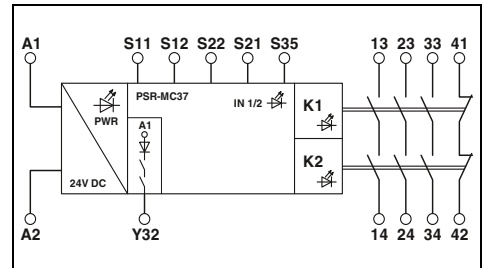 A1 S11 S12 S22 S21 S35 13 23 33 41
PSR-MC37 IN 1/2 K1
PWR A1
K2
24V DC
A2 Y32 14 24 34 42